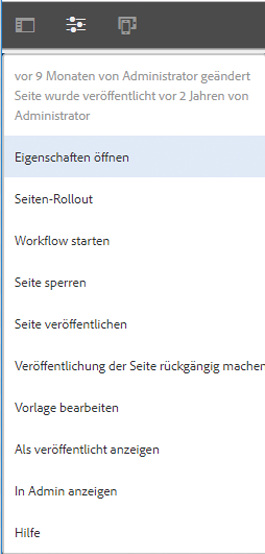 vor 9 Monaten von Administrator geändert
Seite wurde veröffentlicht vor 2 Jahren von
Administrator
Eigenschaften öffnen
Seiten-Rollout
Workflow starten
Seite sperren
Seite veröffentlichen
Veröffentlichung der Seite rückgängig machen
Vorlage bearbeiten
Als veröffentlicht anzeigen
In Admin anzeigen
Hilfe